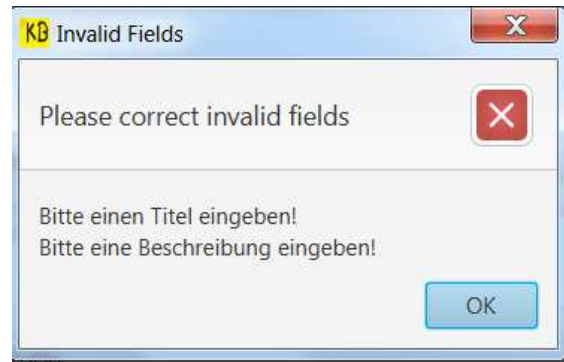 KB Invalid Fields
Please correct invalid fields
Bitte einen Titel eingeben!
Bitte eine Beschreibung eingeben!
OK